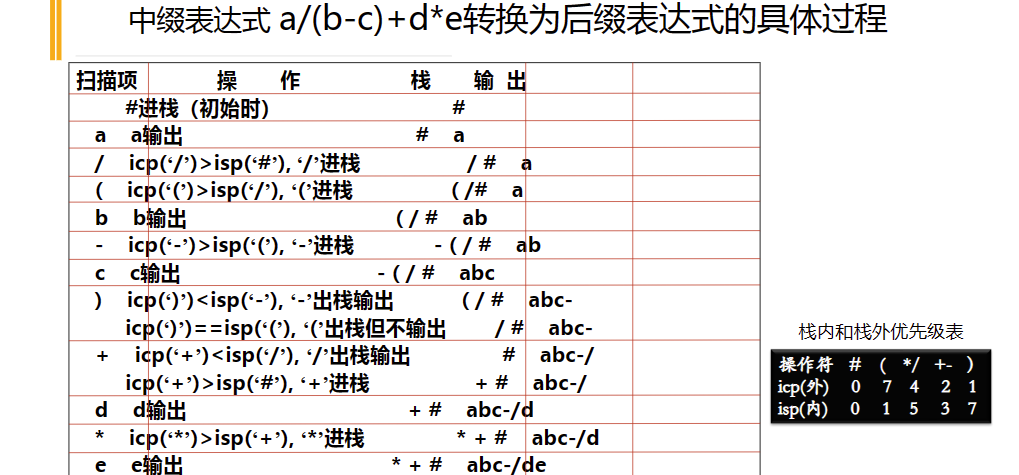 中缀表达式 a/(b-c)+d*e转换为后缀表达式的具体过程
扫描项 操 作 栈 输 出
#进栈（初始时） #
a a输出 # a
/ icp(‘/’)>isp(‘#’), ‘/’进栈 / # a
( icp(‘(’)>isp(‘/’), ‘(’进栈 ( /# a
b b输出 ( / # ab
- icp(‘-’)>isp(‘(’), ‘-’进栈 - ( / # ab
c c输出 - ( / # abc
) icp(‘)’)<isp(‘-’), ‘-’出栈输出 ( / # abc-
icp(‘)’)==isp(‘(’), ‘(’出栈但不输出 / # abc-
+ icp(‘+’)<isp(‘/’), ‘/’出栈输出 # abc-/
icp(‘+’)>isp(‘#’), ‘+’进栈 + # abc-/
d d输出 + # abc-/d
* icp(‘*’)>isp(‘+’), ‘*’进栈 * + # abc-/d
e e输出 * + # abc-/de
栈内和栈外优先级表
操作符 # ( */ +- )
icp(外) 0 7 4 2 1
isp(内) 0 1 5 3 7